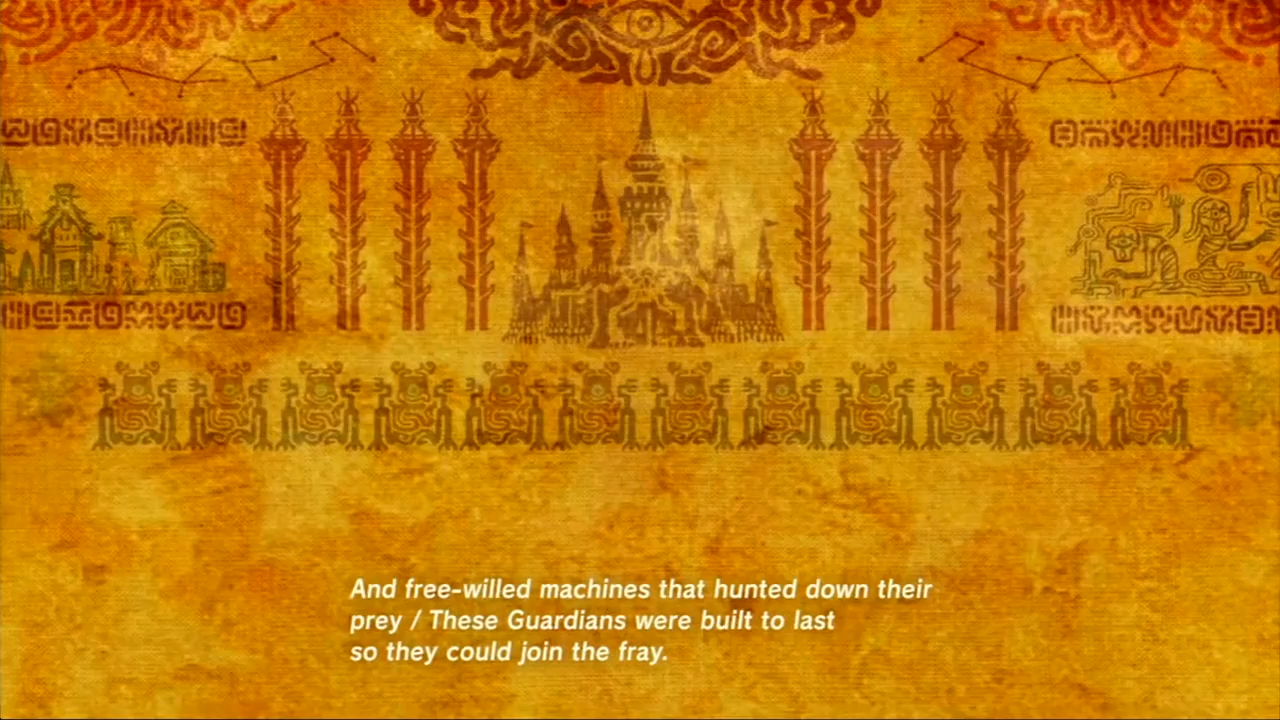 And free-willed machines that hunted down their
prey / These Guardians were built to last
so they could join the fray.